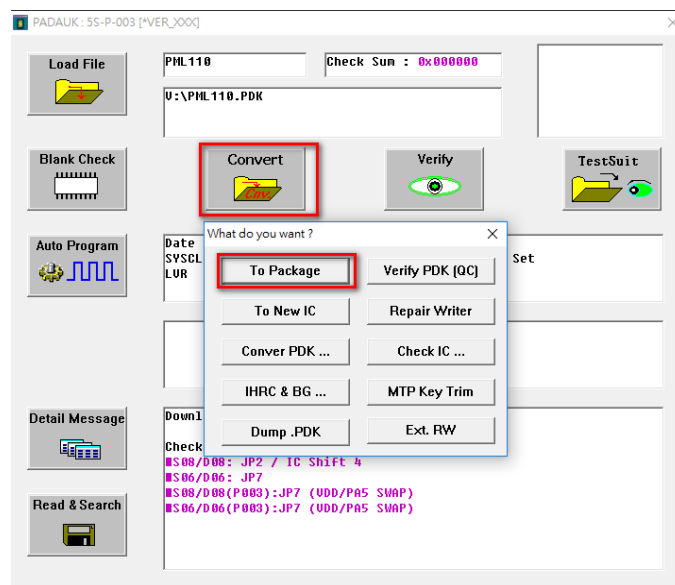 PADAUK : 5S-P-003 [*VER_XXX]
Load File
PML110
Check Sum : 0x000000
V:\PML110.PDK
Blank Check
Convert
Cnv.
Verify
TestSuit
Auto Program
Date
SYSCL
LVR
Set
What do you want ?
To Package
Verify PDK (QC)
To New IC
Repair Writer
Conver PDK ...
Check IC ...
IHRC & BG ...
MTP Key Trim
Dump .PDK
Ext. RW
Detail Message
Downl
Check
■S08/D08: JP2 / IC Shift 4
■S06/D06: JP7
■S08/D08(P003):JP7 (VDD/PA5 SWAP)
■S06/D06(P003):JP7 (VDD/PA5 SWAP)
Read & Search